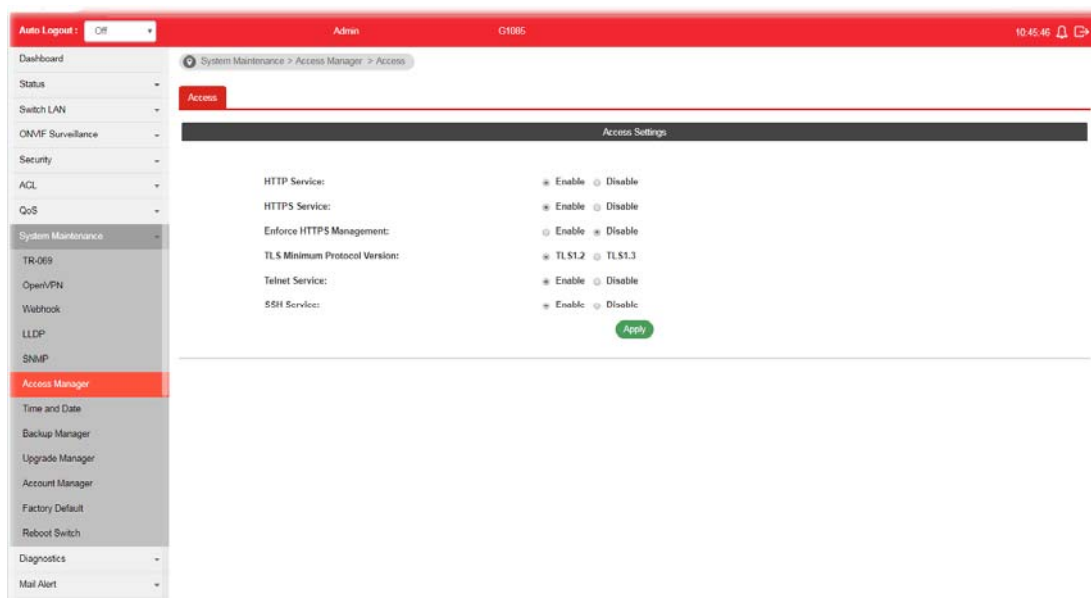 Auto Logout : Off Admin G1085 10:45:46
Dashboard
System Maintenance > Access Manager > Access
Status
Access
Switch LAN
ONVIF Surveillance
Access Settings
Security
ACL
HTTP Service: Enable Disable
QoS
HTTPS Service: Enable Disable
System Maintenance
Enforce HTTPS Management: Enable Disable
TR-069
TLS Minimum Protocol Version: TLS1.2 TLS1.3
OpenVPN
Telnet Service: Enable Disable
Webhook
SSH Service: Enable Disable
LLDP
Apply
SNMP
Access Manager
Time and Date
Backup Manager
Upgrade Manager
Account Manager
Factory Default
Reboot Switch
Diagnostics
Mail Alert